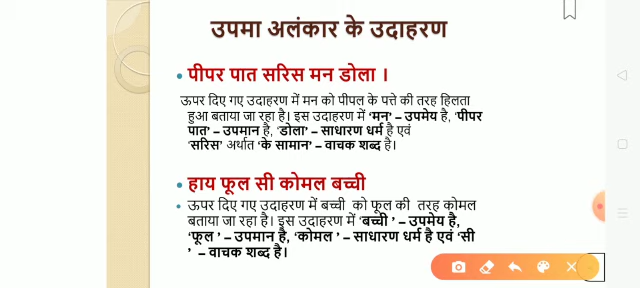 उपमा अलंकार के उदाहरण
• पीपर पात सरिस मन डोला ।
ऊपर दिए गए उदाहरण में मन को पीपल के पत्ते की तरह हिलता
हुआ बताया जा रहा है। इस उदाहरण में ‘मन’ – उपमेय है, ‘पीपर
पात’ – उपमान है, ‘डोला’ – साधारण धर्म है एवं
‘सरिस’ अर्थात ‘के सामान’ – वाचक शब्द है।
• हाय फूल सी कोमल बच्ची
• ऊपर दिए गए उदाहरण में बच्ची को फूल की तरह कोमल
बताया जा रहा है। इस उदाहरण में ‘बच्ची ’ – उपमेय है,
‘फूल ’ – उपमान है, ‘कोमल ’ – साधारण धर्म है एवं ‘सी
’ – वाचक शब्द है।